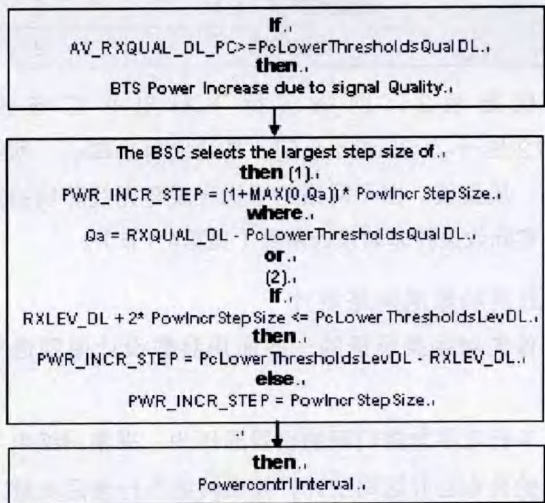 If.
AV_RXQUAL_DL_PC>=PcLowerThresholdsQualDL.
then.
BTS Power Increase due to signal Quality.
The BSC selects the largest step size of.
then (1).
PWR_INCR_STEP = (1+MAX(0,Qa)) * PowIncrStepSize.
where.
Qa = RXQUAL_DL - PcLowerThresholdsQualDL.
or.
(2).
If.
RXLEV_DL + 2* PowIncrStepSize <= PcLowerThresholdsLevDL.
then.
PWR_INCR_STEP = PcLowerThresholdsLevDL - RXLEV_DL.
else.
PWR_INCR_STEP = PowIncrStepSize.
then.
Powercontrl Interval.